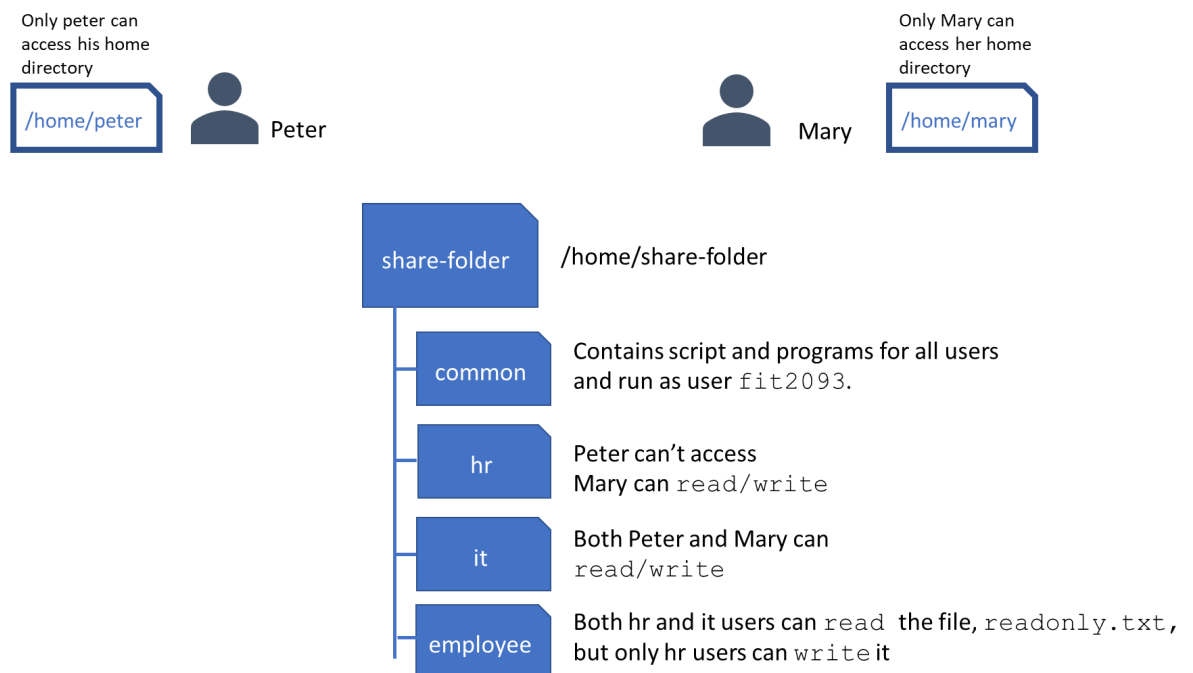 Only peter can
access his home
directory
/home/peter
Peter
Only Mary can
access her home
directory
Mary
/home/mary
share-folder
/home/share-folder
common
Contains script and programs for all users
and run as user fit2093.
hr
Peter can't access
Mary can read/write
it
Both Peter and Mary can
read/write
employee
Both hr and it users can read the file, readonly.txt,
but only hr users can write it